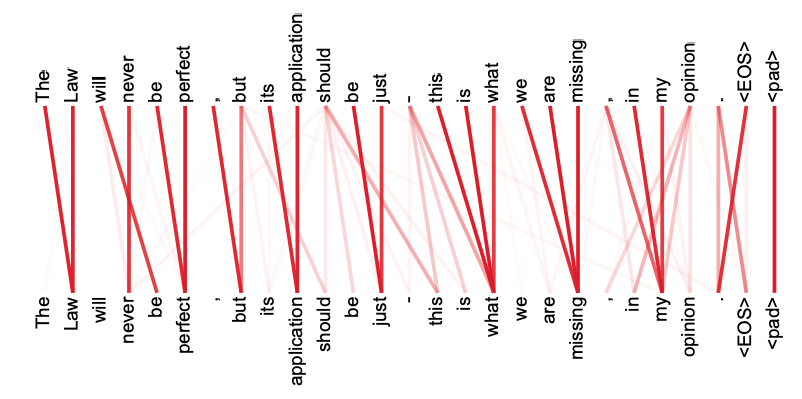 The Law will never be perfect , but its application should be just - this is what we are missing , in my opinion . <EOS> <pad>
The Law will never be perfect , but its application should be just - this is what we are missing , in my opinion . <EOS> <pad>